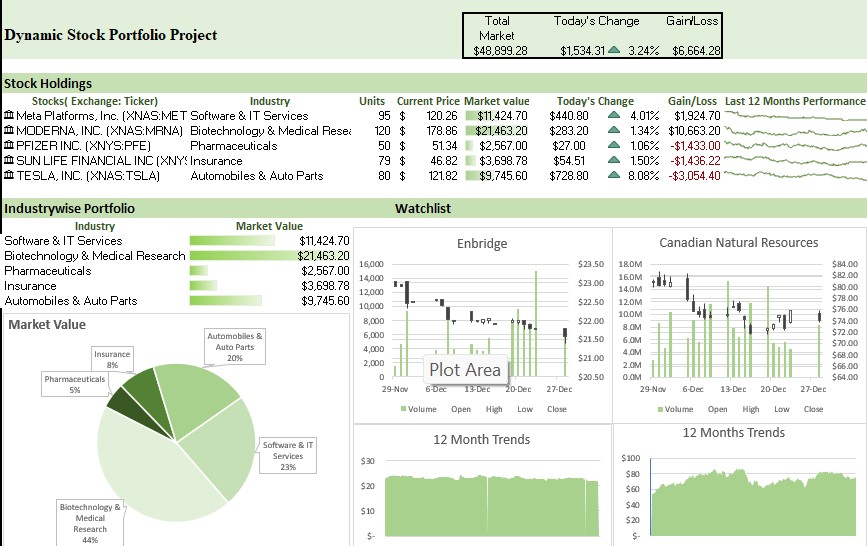 Dynamic Stock Portfolio Project
Total Market Today's Change Gain/Loss
$48,899.28 $1,534.31 3.24% $6,664.28
Stock Holdings
Stocks( Exchange: Ticker) Industry Units Current Price Market value Today's Change Gain/Loss Last 12 Months Performance
Meta Platforms, Inc. (XNAS:MET Software & IT Services 95 $ 120.26 $11,424.70 $440.80 4.01% $1,924.70
MODERNA, INC. (XNAS:MRNA) Biotechnology & Medical Resea 120 $ 178.86 $21,463.20 $283.20 1.34% $10,663.20
PFIZER INC. (XNYS:PFE) Pharmaceuticals 50 $ 51.34 $2,567.00 $27.00 1.06% -$1,433.00
SUN LIFE FINANCIAL INC (XNYS Insurance 79 $ 46.82 $3,698.78 $54.51 1.50% -$1,436.22
TESLA, INC. (XNAS:TSLA) Automobiles & Auto Parts 80 $ 121.82 $9,745.60 $728.80 8.08% -$3,054.40
Industrywise Portfolio Watchlist
Industry Market Value
Software & IT Services $11,424.70
Biotechnology & Medical Research $21,463.20
Pharmaceuticals $2,567.00
Insurance $3,698.78
Automobiles & Auto Parts $9,745.60
Market Value
Automobiles &
Auto Parts
20%
Insurance
8%
Pharmaceuticals
5%
Software & IT
Services
23%
Biotechnology &
Medical
Research
44%
Enbridge
16,000 $23.50
14,000 $23.00
12,000
10,000 $22.50
8,000 $22.00
6,000 $21.50
4,000 $21.00
2,000
0 $20.50
Plot Area
29-Nov 6-Dec 13-Dec 20-Dec 27-Dec
Volume Open High Low Close
Canadian Natural Resources
18.0M $84.00
16.0M $82.00
14.0M $80.00
12.0M $78.00
10.0M $76.00
8.0M $74.00
6.0M $72.00
4.0M $70.00
2.0M $68.00
0.0M $66.00
$64.00
29-Nov 6-Dec 13-Dec 20-Dec 27-Dec
Volume Open High Low Close
12 Month Trends
$30
$20
$10
$-
12 Months Trends
$100
$80
$60
$40
$20
$-